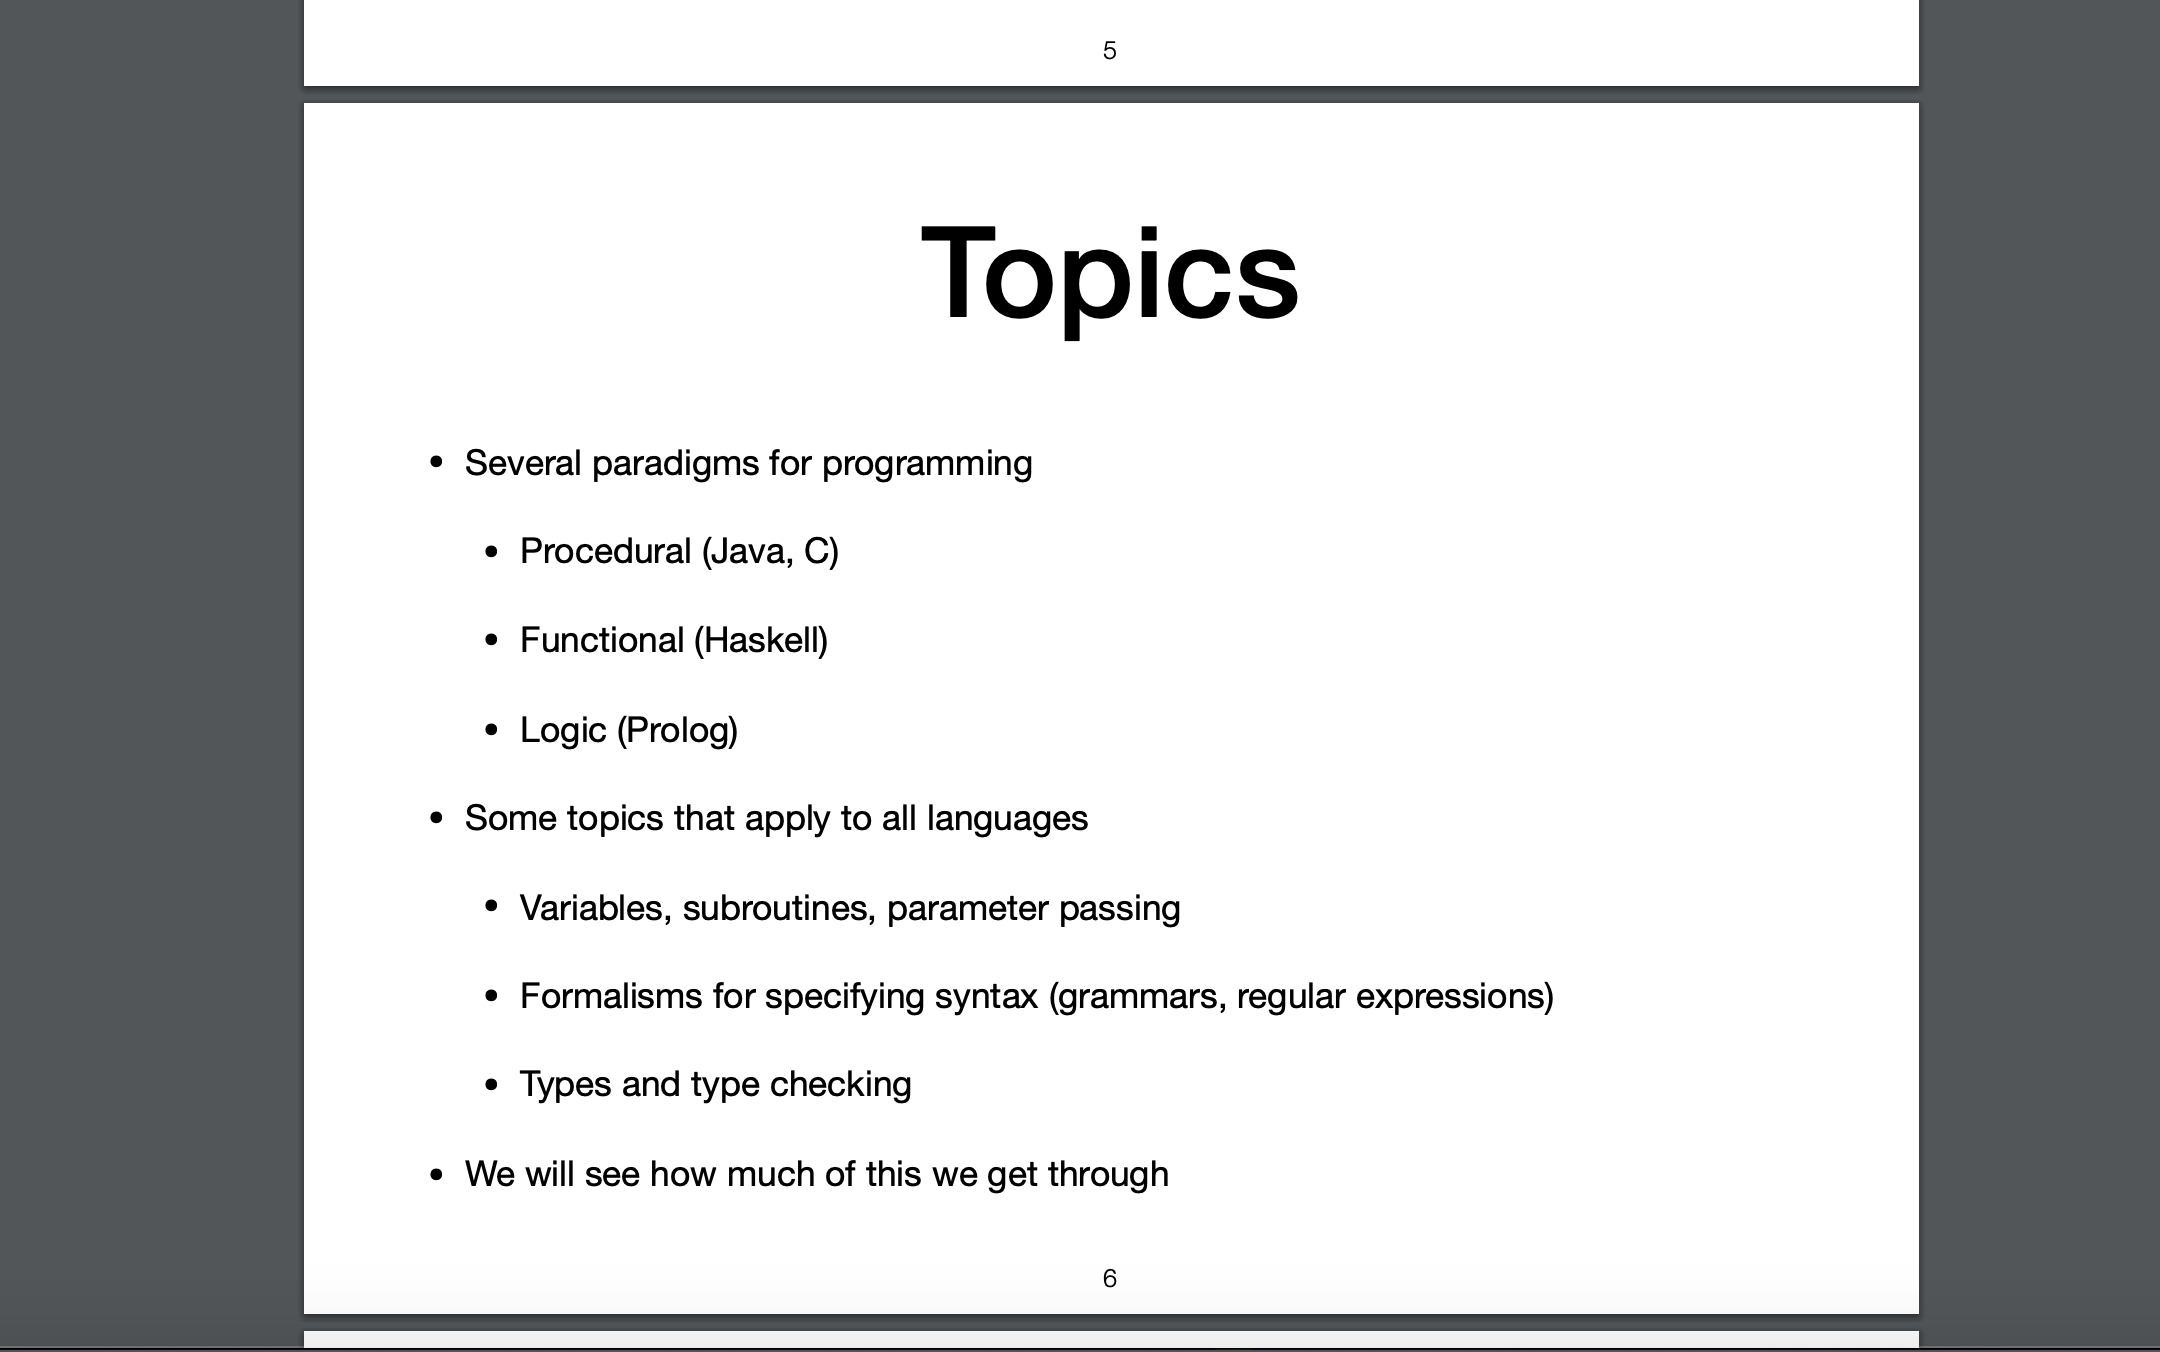 5
Topics
• Several paradigms for programming
• Procedural (Java, C)
• Functional (Haskell)
• Logic (Prolog)
• Some topics that apply to all languages
• Variables, subroutines, parameter passing
• Formalisms for specifying syntax (grammars, regular expressions)
• Types and type checking
• We will see how much of this we get through
6